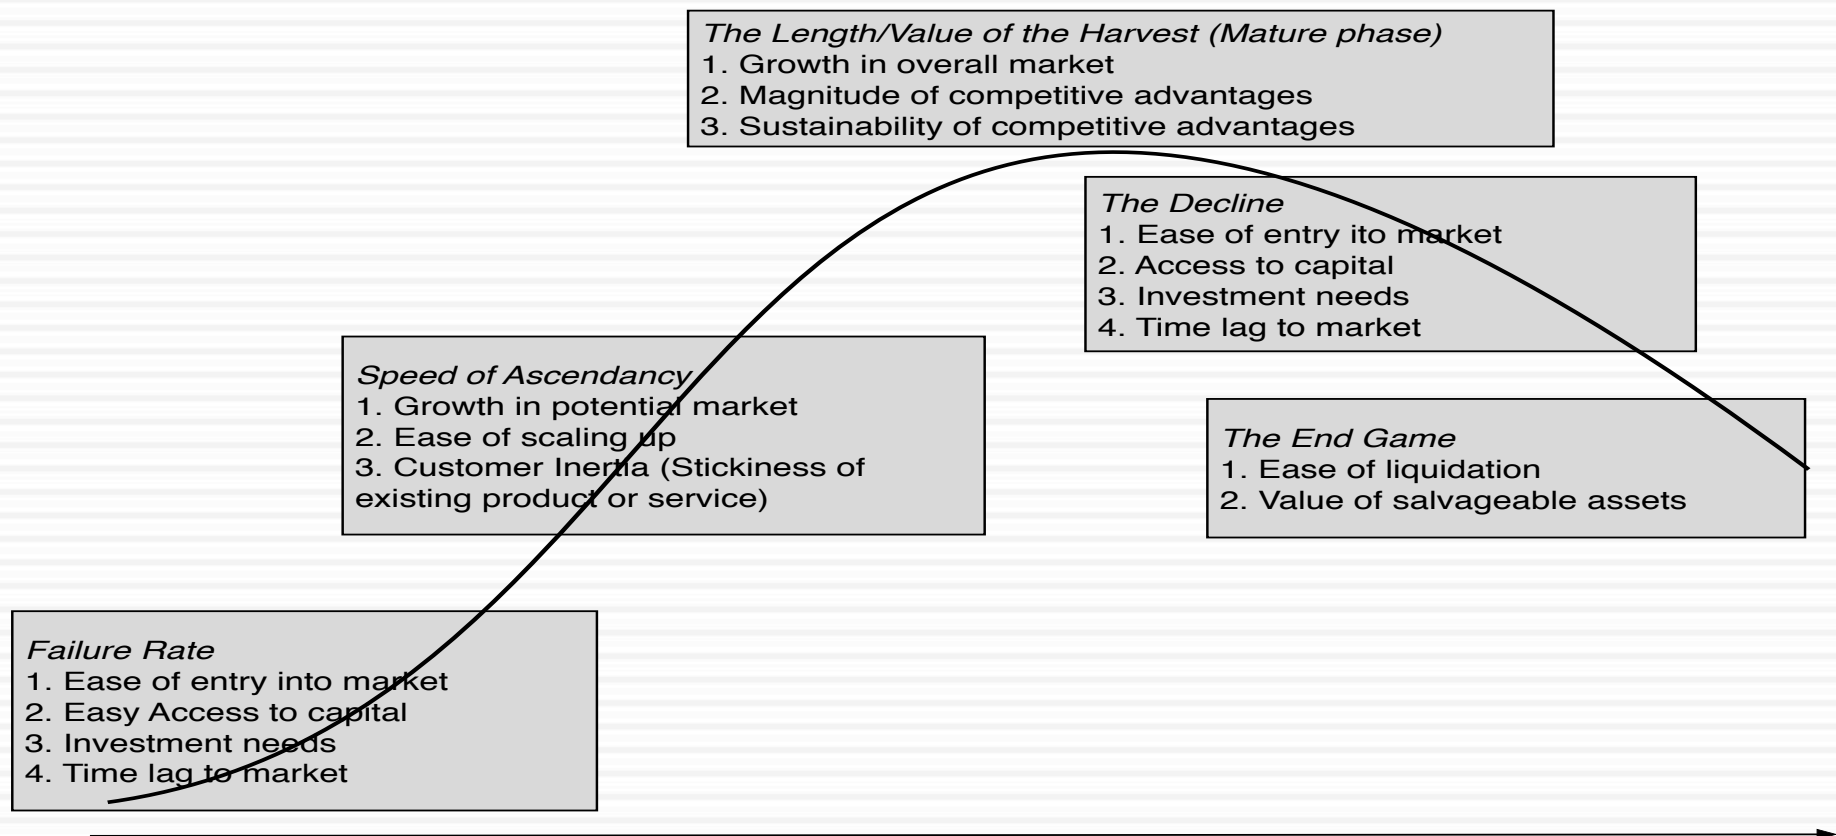 The Length/Value of the Harvest (Mature phase)
1. Growth in overall market
2. Magnitude of competitive advantages
3. Sustainability of competitive advantages
The Decline
1. Ease of entry ito market
2. Access to capital
3. Investment needs
4. Time lag to market
Speed of Ascendancy
1. Growth in potential market
2. Ease of scaling up
3. Customer Inertia (Stickiness of
existing product or service)
The End Game
1. Ease of liquidation
2. Value of salvageable assets
Failure Rate
1. Ease of entry into market
2. Easy Access to capital
3. Investment needs
4. Time lag to market